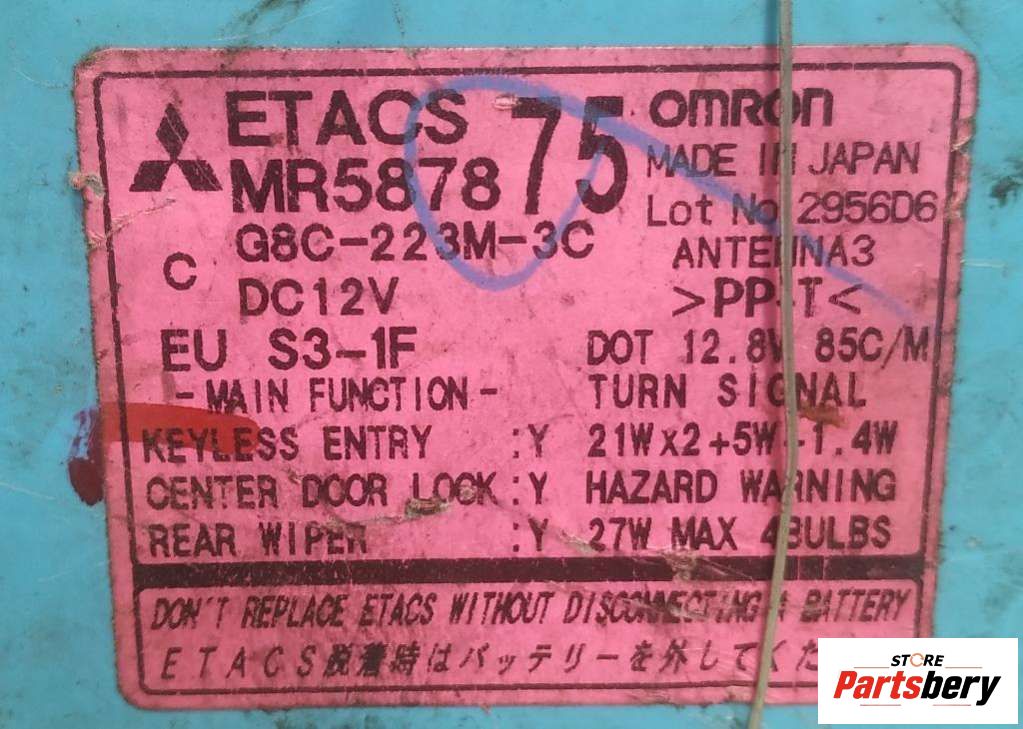 ETACS
MR587875
OMRON
MADE IN JAPAN
Lot No 2956D6
G8C-223M-3C
ANTENNA3
C
DC12V
>PP-T<
EU S3-1F
DOT 12.8V 85C/M
-MAIN FUNCTION-
TURN SIGNAL
KEYLESS ENTRY :Y
21W×2+5W+1.4W
CENTER DOOR LOCK:Y
HAZARD WARNING
REAR WIPER :Y
27W MAX 4BULBS
DON'T REPLACE ETACS WITHOUT DISCONNECTING A BATTERY
ETACS脱着時はバッテリーを外してくだ
STORE
Partsbery